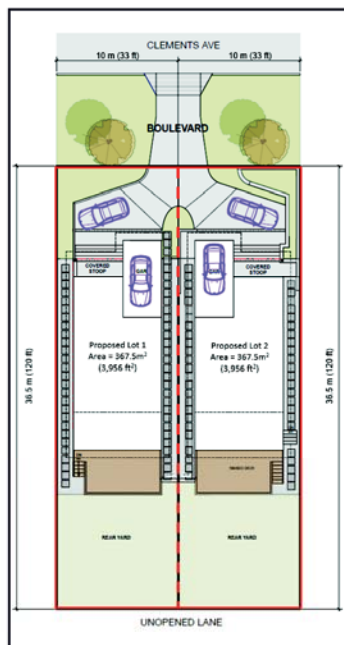 CLEMENTS AVE
10 m (33 ft)
10 m (33 ft)
BOULEVARD
COVERED
STOOP
CAR
CAR
COVERED
STOOP
36.5 m (120 ft)
Proposed Lot 1
Area = 367.5m²
(3,956 ft²)
Proposed Lot 2
Area = 367.5m²
(3,956 ft²)
36.5 m (120 ft)
REAR YARD
REAR YARD
UNOPENED LANE